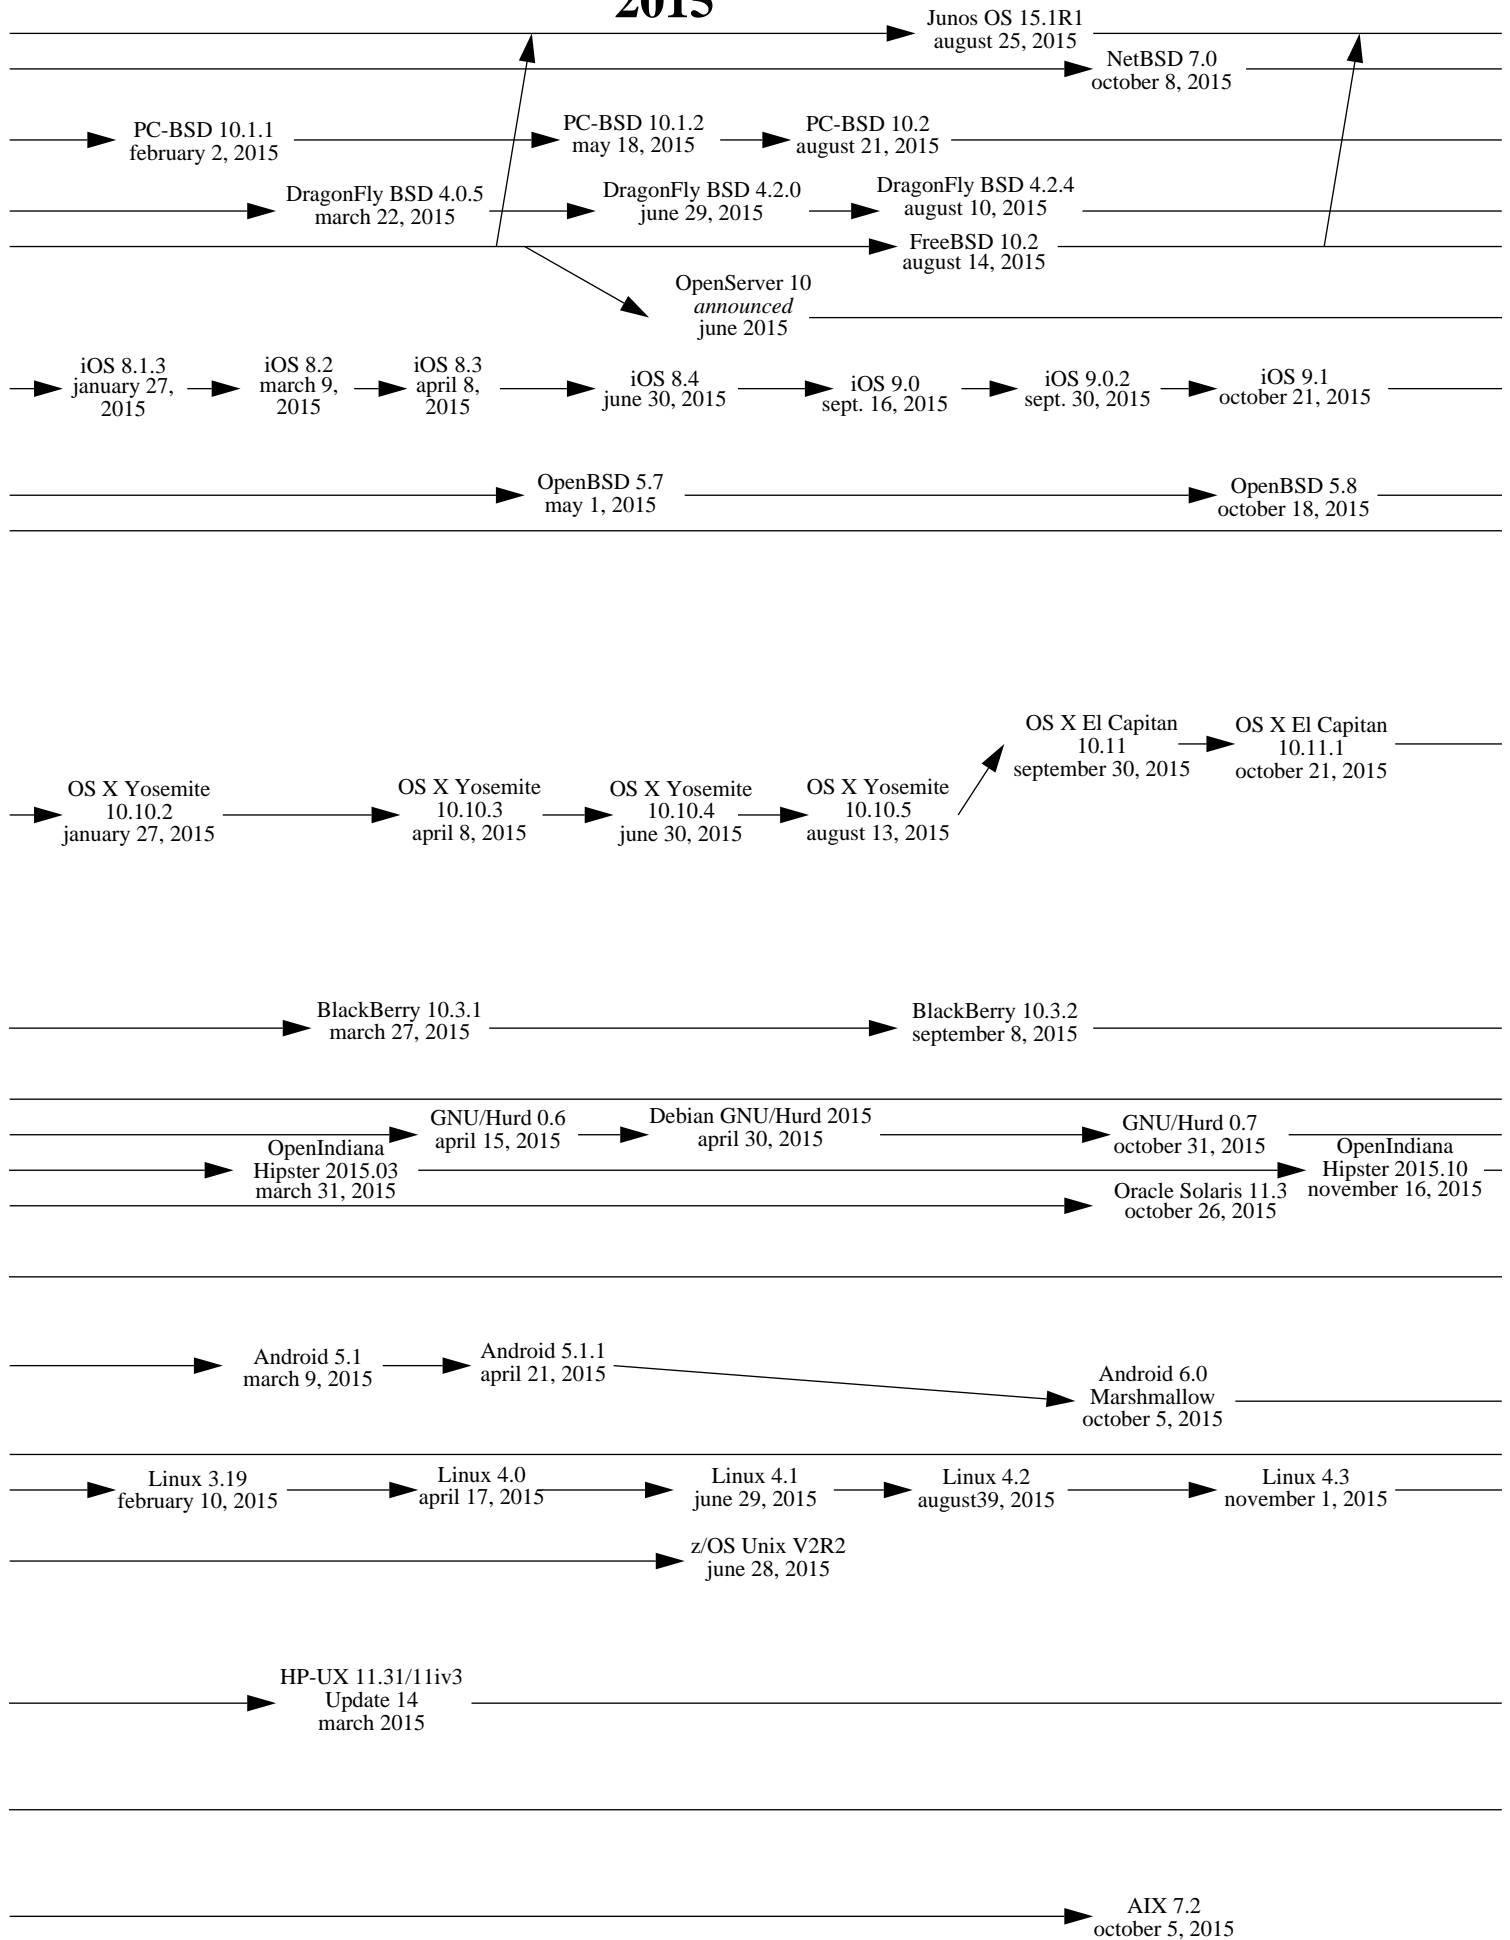 2015
Junos OS 15.1R1
august 25, 2015
NetBSD 7.0
october 8, 2015
PC-BSD 10.1.1
february 2, 2015
PC-BSD 10.1.2
may 18, 2015
PC-BSD 10.2
august 21, 2015
DragonFly BSD 4.0.5
march 22, 2015
DragonFly BSD 4.2.0
june 29, 2015
DragonFly BSD 4.2.4
august 10, 2015
FreeBSD 10.2
august 14, 2015
OpenServer 10
announced
june 2015
iOS 8.1.3
january 27,
2015
iOS 8.2
march 9,
2015
iOS 8.3
april 8,
2015
iOS 8.4
june 30, 2015
iOS 9.0
sept. 16, 2015
iOS 9.0.2
sept. 30, 2015
iOS 9.1
october 21, 2015
OpenBSD 5.7
may 1, 2015
OpenBSD 5.8
october 18, 2015
OS X El Capitan
10.11
september 30, 2015
OS X El Capitan
10.11.1
october 21, 2015
OS X Yosemite
10.10.2
january 27, 2015
OS X Yosemite
10.10.3
april 8, 2015
OS X Yosemite
10.10.4
june 30, 2015
OS X Yosemite
10.10.5
august 13, 2015
BlackBerry 10.3.1
march 27, 2015
BlackBerry 10.3.2
september 8, 2015
GNU/Hurd 0.6
april 15, 2015
Debian GNU/Hurd 2015
april 30, 2015
GNU/Hurd 0.7
october 31, 2015
OpenIndiana
Hipster 2015.03
march 31, 2015
OpenIndiana
Hipster 2015.10
november 16, 2015
Oracle Solaris 11.3
october 26, 2015
Android 5.1
march 9, 2015
Android 5.1.1
april 21, 2015
Android 6.0
Marshmallow
october 5, 2015
Linux 3.19
february 10, 2015
Linux 4.0
april 17, 2015
Linux 4.1
june 29, 2015
Linux 4.2
august39, 2015
Linux 4.3
november 1, 2015
z/OS Unix V2R2
june 28, 2015
HP-UX 11.31/11iv3
Update 14
march 2015
AIX 7.2
october 5, 2015